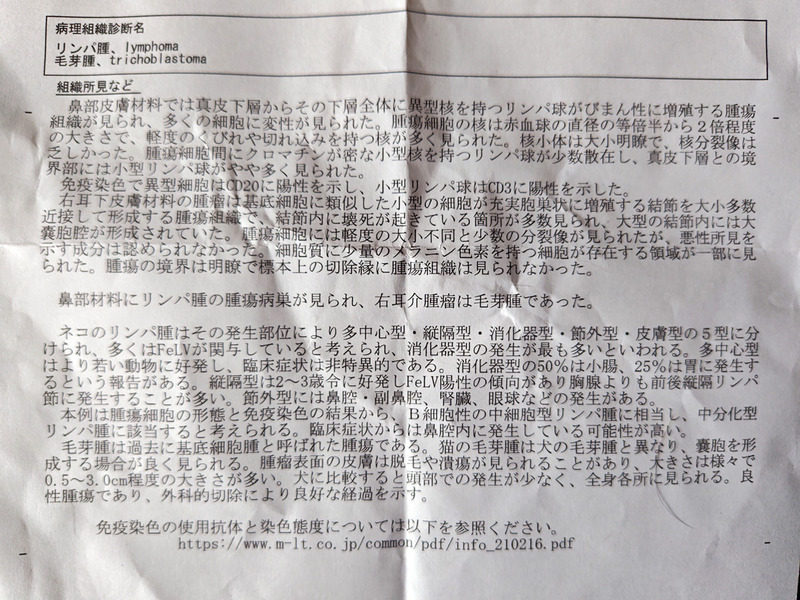 病理組織診断名
リンパ腫、lymphoma
毛芽腫、trichoblastoma
組織所見など
鼻部皮膚材料では真皮下層からその下層全体に異型核を持つリンパ球がびまん性に増殖する腫瘍
組織が見られ、多くの細胞に変性が見られた。腫瘍細胞の核は赤血球の直径の等倍半から2倍程度
の大きさで、軽度のくびれや切れ込みを持つ核が多く見られた。核小体は大小明瞭で、核分裂像は
乏しかった。腫瘍細胞間にクロマチンが密な小型核を持つリンパ球が少数散在し、真皮下層との境
界部には小型リンパ球がやや多く見られた。
免疫染色で異型細胞はCD20に陽性を示し、小型リンパ球はCD3に陽性を示した。
右耳下皮膚材料の腫瘤は基底細胞に類似した小型の細胞が充実胞巣状に増殖する結節を大小多数
近接して形成する腫瘍組織で、結節内に壊死が起きている箇所が多数見られ、大型の結節内には大
嚢胞腔が形成されていた。腫瘍細胞には軽度の大小不同と少数の分裂像が見られたが、悪性所見を
示す成分は認められなかった。細胞質に少量のメラニン色素を持つ細胞が存在する領域が一部に見
られた。腫瘍の境界は明瞭で標本上の切除縁に腫瘍組織は見られなかった。
鼻部材料にリンパ腫の腫瘍病巣が見られ、右耳介腫瘤は毛芽腫であった。
ネコのリンパ腫はその発生部位により多中心型・縦隔型・消化器型・節外型・皮膚型の5型に分
けられ、多くはFeLVが関与していると考えられ、消化器型の発生が最も多いといわれる。多中心型
はより若い動物に好発し、臨床症状は非特異的である。消化器型の50%は小腸、25%は胃に発生す
るという報告がある。縦隔型は2~3歳令に好発しFeLV陽性の傾向があり胸腺よりも前後縦隔リンパ
節に発生することが多い。節外型には鼻腔・副鼻腔、腎臓、眼球などの発生がある。
本例は腫瘍細胞の形態と免疫染色の結果から、B細胞性の中細胞型リンパ腫に相当し、中分化型
リンパ腫に該当すると考えられる。臨床症状からは鼻腔内に発生している可能性が高い。
毛芽腫は過去に基底細胞腫と呼ばれた腫瘍である。猫の毛芽腫は犬の毛芽腫と異なり、嚢胞を形
成する場合が良く見られる。腫瘤表面の皮膚は脱毛や潰瘍が見られることがあり、大きさは様々で
0.5~3.0cm程度の大きさが多い。犬に比較すると頭部での発生が少なく、全身各所に見られる。良
性腫瘍であり、外科的切除により良好な経過を示す。
免疫染色の使用抗体と染色態度については以下を参照ください。
https://www.m-lt.co.jp/common/pdf/info_210216.pdf